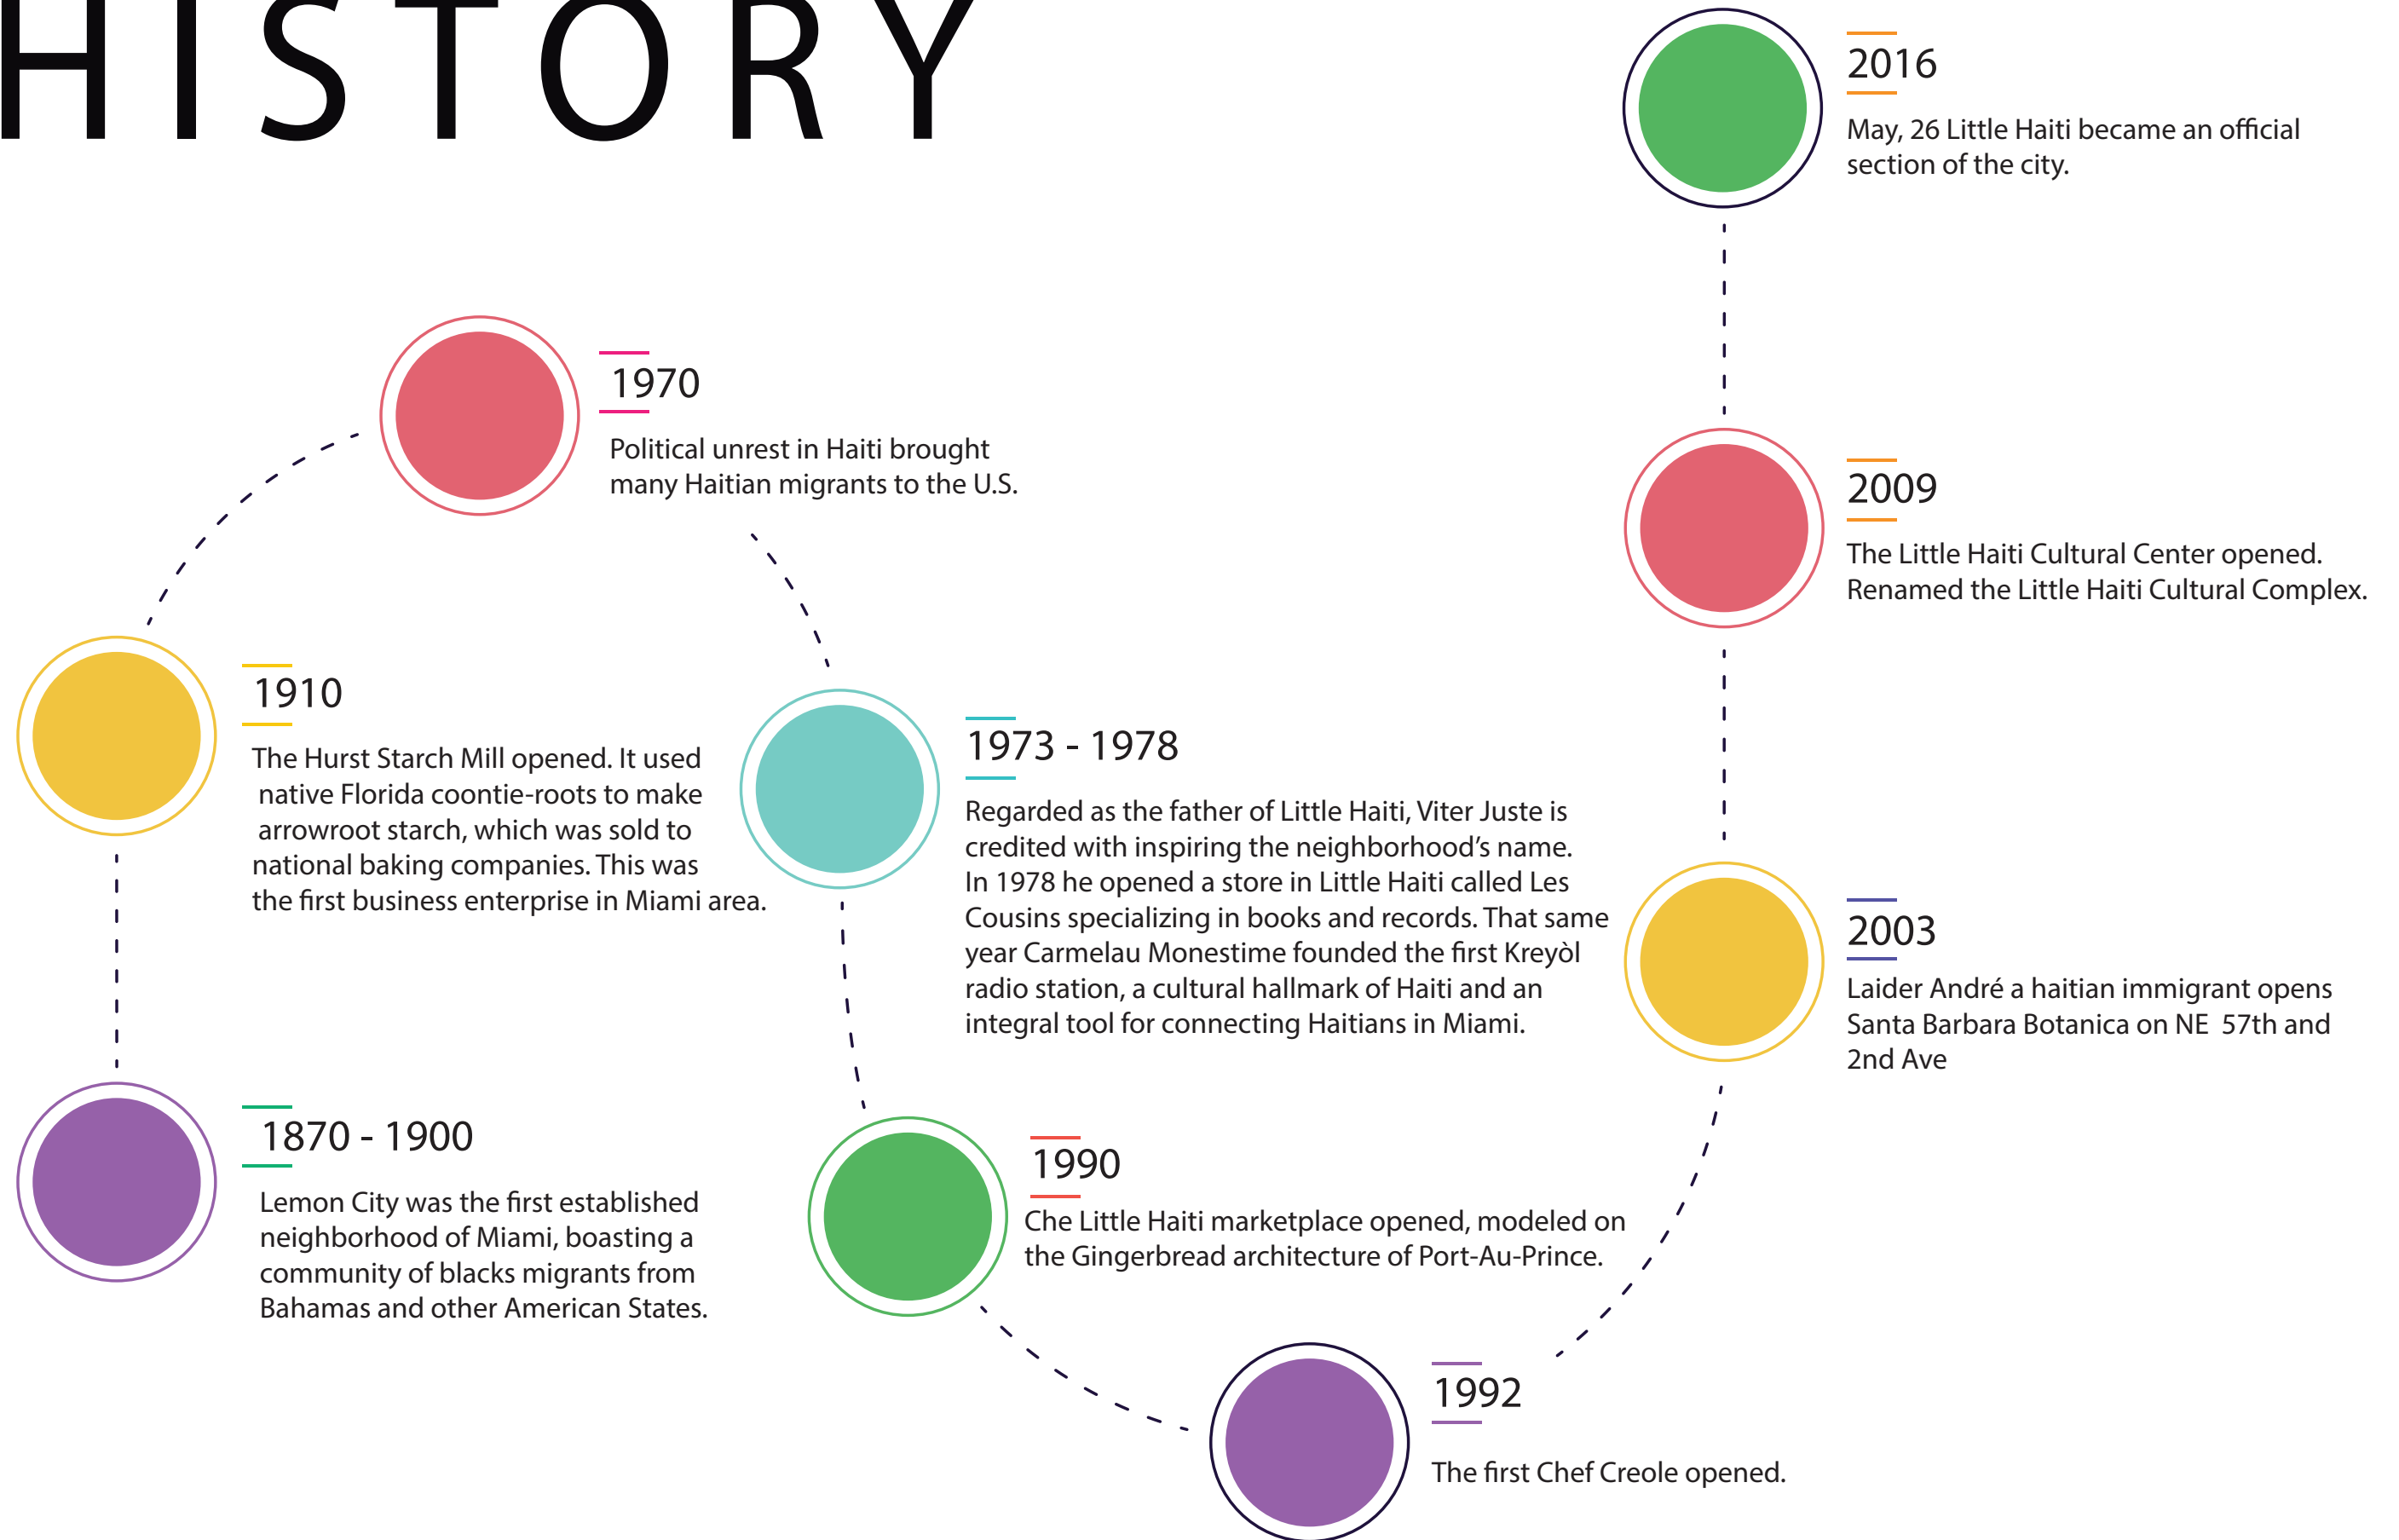 HISTORY
2016
May, 26 Little Haiti became an official
section of the city.
1970
Political unrest in Haiti brought
many Haitian migrants to the U.S.
2009
The Little Haiti Cultural Center opened.
Renamed the Little Haiti Cultural Complex.
1910
The Hurst Starch Mill opened. It used
native Florida coontie-roots to make
arrowroot starch, which was sold to
national baking companies. This was
the first business enterprise in Miami area.
1973 - 1978
Regarded as the father of Little Haiti, Viter Juste is
credited with inspiring the neighborhood’s name.
In 1978 he opened a store in Little Haiti called Les
Cousins specializing in books and records. That same
year Carmelau Monestime founded the first Kreyòl
radio station, a cultural hallmark of Haiti and an
integral tool for connecting Haitians in Miami.
2003
Laider André a haitian immigrant opens
Santa Barbara Botanica on NE  57th and
2nd Ave
1870 - 1900
Lemon City was the first established
neighborhood of Miami, boasting a
community of blacks migrants from
Bahamas and other American States.
1990
Che Little Haiti marketplace opened, modeled on
the Gingerbread architecture of Port-Au-Prince.
1992
The first Chef Creole opened.